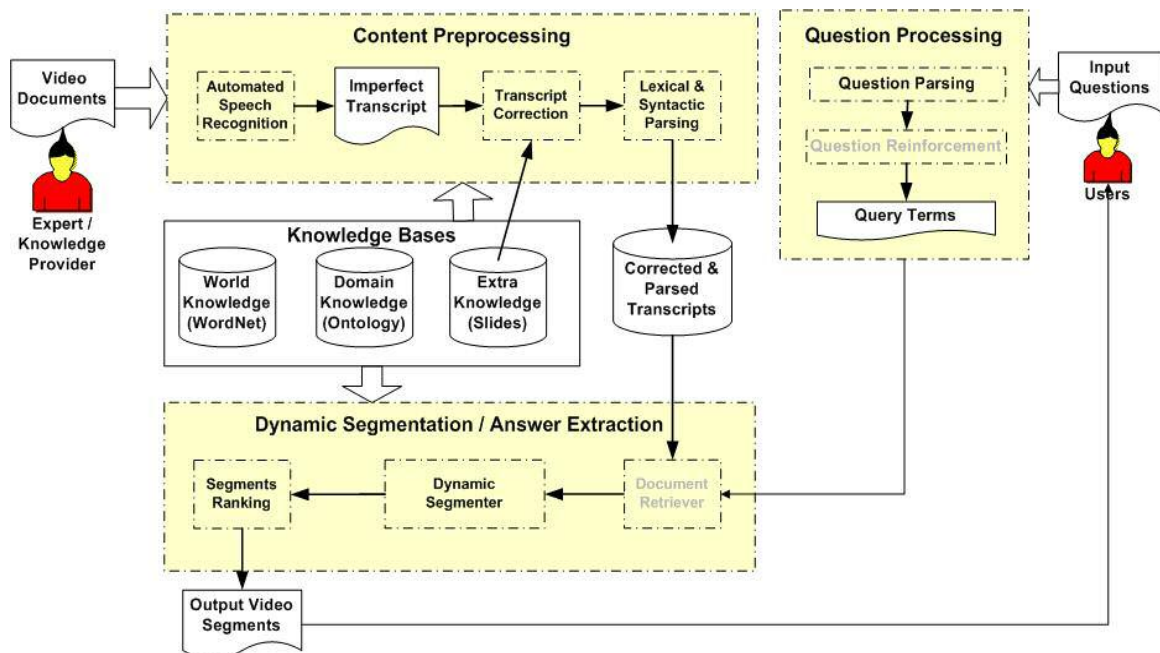 Content Preprocessing
Question Processing
Video
Documents
Automated
Speech
Recognition
Imperfect
Transcript
Transcript
Correction
Lexical &
Syntactic
Parsing
Question Parsing
Question Reinforcement
Query Terms
Input
Questions
Users
Expert /
Knowledge
Provider
Knowledge Bases
World
Knowledge
(WordNet)
Domain
Knowledge
(Ontology)
Extra
Knowledge
(Slides)
Corrected &
Parsed
Transcripts
Dynamic Segmentation / Answer Extraction
Segments
Ranking
Dynamic
Segmenter
Document
Retriever
Output Video
Segments